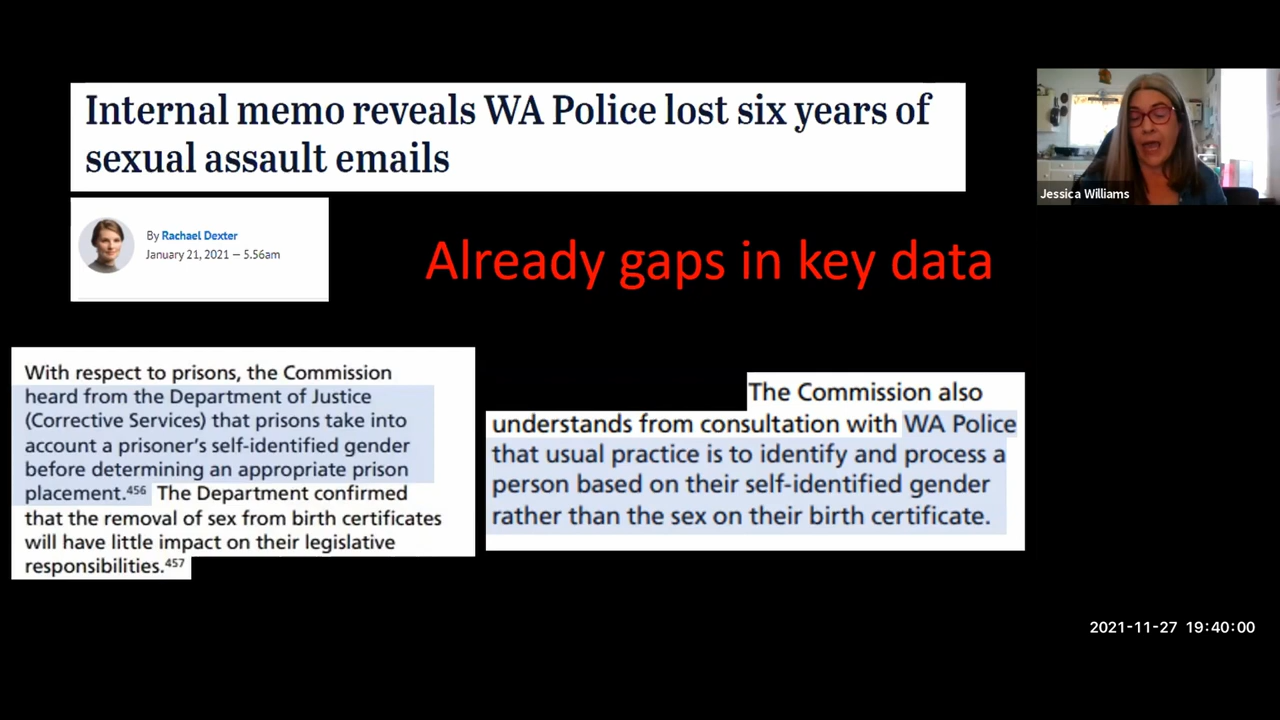 Internal memo reveals WA Police lost six years of
sexual assault emails
By Rachael Dexter
January 21, 2021 — 5.56am
Already gaps in key data
Jessica Williams
With respect to prisons, the Commission
heard from the Department of Justice
(Corrective Services) that prisons take into
account a prisoner's self-identified gender
before determining an appropriate prison
placement.⁴⁵⁶ The Department confirmed
that the removal of sex from birth certificates
will have little impact on their legislative
responsibilities.⁴⁵⁷
The Commission also
understands from consultation with WA Police
that usual practice is to identify and process a
person based on their self-identified gender
rather than the sex on their birth certificate.
2021-11-27 19:40:00